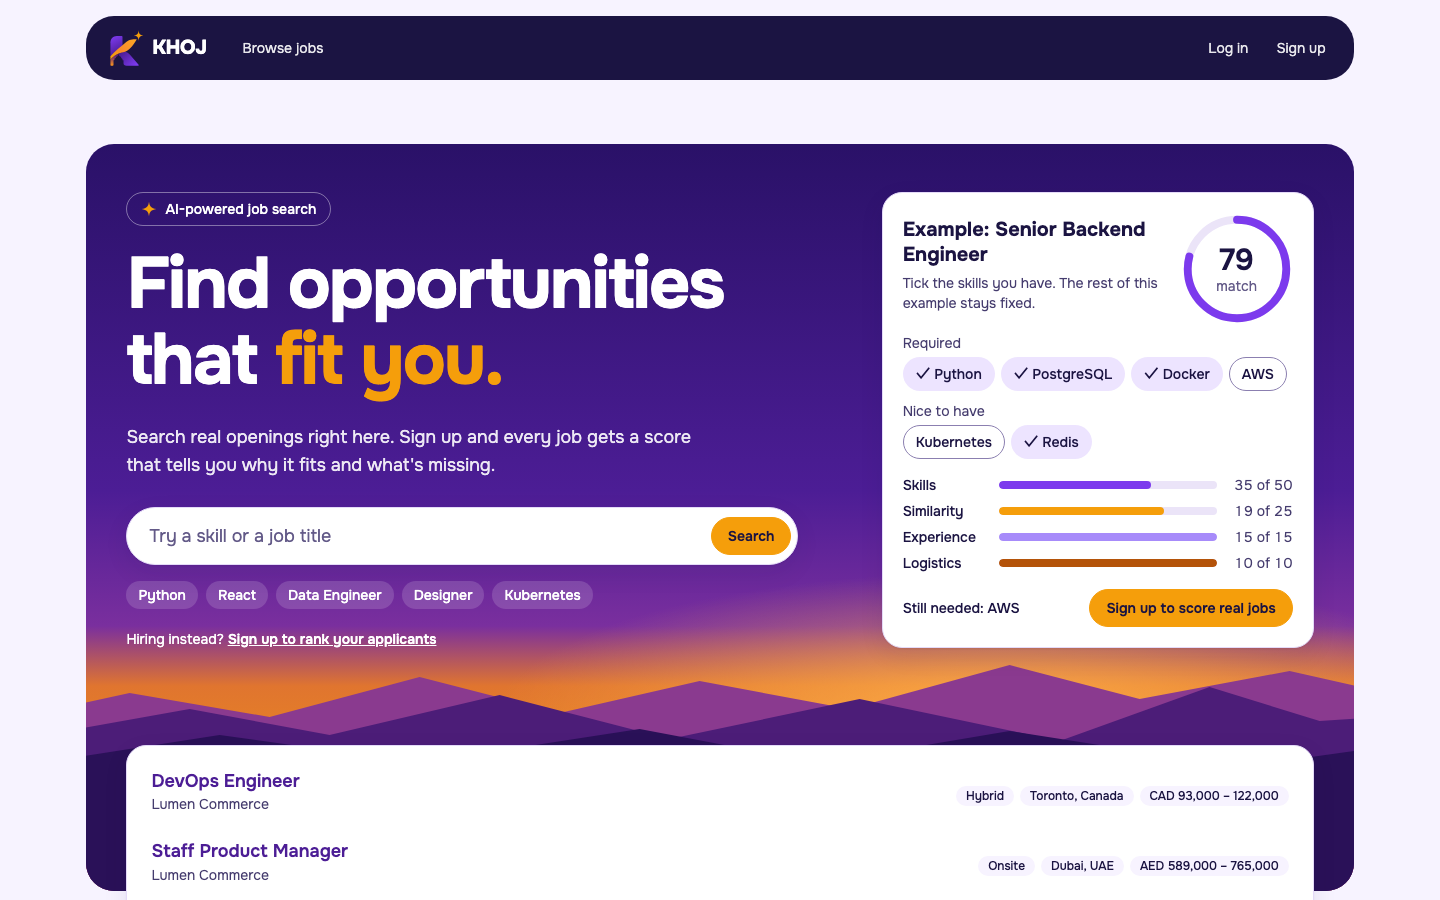 KHOJ
Browse jobs
Log in
Sign up
AI-powered job search
Find opportunities
that fit you.
Search real openings right here. Sign up and every job gets a score
that tells you why it fits and what's missing.
Try a skill or a job title
Search
Python
React
Data Engineer
Designer
Kubernetes
Hiring instead? Sign up to rank your applicants
Example: Senior Backend
Engineer
Tick the skills you have. The rest of this
example stays fixed.
79
match
Required
Python
PostgreSQL
Docker
AWS
Nice to have
Kubernetes
Redis
Skills 35 of 50
Similarity 19 of 25
Experience 15 of 15
Logistics 10 of 10
Still needed: AWS
Sign up to score real jobs
DevOps Engineer
Lumen Commerce
Hybrid
Toronto, Canada
CAD 93,000 – 122,000
Staff Product Manager
Lumen Commerce
Onsite
Dubai, UAE
AED 589,000 – 765,000